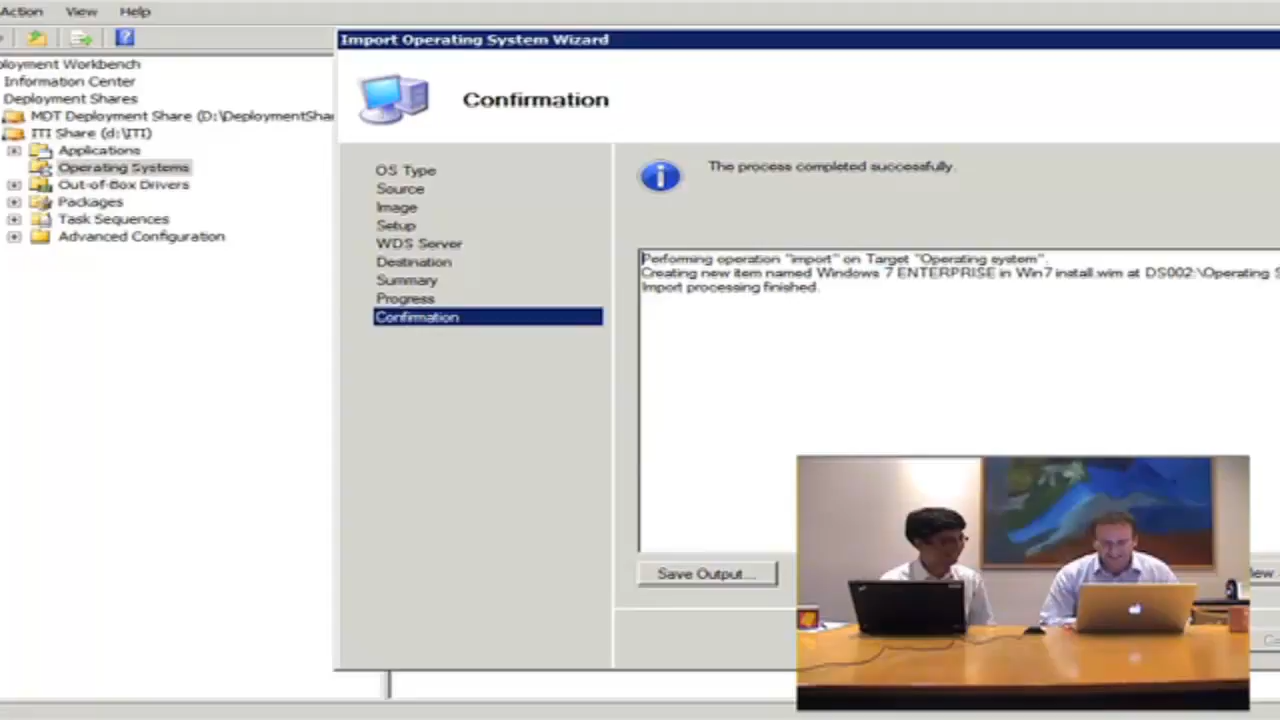 Action View Help
Import Operating System Wizard
loyment Workbench
Information Center
Deployment Shares
MDT Deployment Share (D:\DeploymentSha
ITI Share (d:\ITI)
Applications
Operating Systems
Out-of-Box Drivers
Packages
Task Sequences
Advanced Configuration
Confirmation
OS Type
Source
Image
Setup
WDS Server
Destination
Summary
Progress
Confirmation
The process completed successfully.
Performing operation "import" on Target "Operating system".
Creating new item named Windows 7 ENTERPRISE in Win7 install.wim at DS002:\Operating S
Import processing finished.
Save Output...
iew